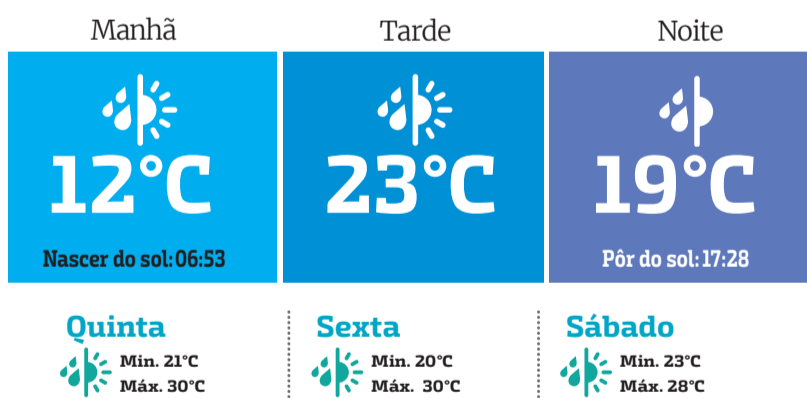 Manhã
Tarde
Noite
12°C
23°C
19°C
Nascer do sol: 06:53
Pôr do sol: 17:28
Quinta
Min. 21°C
Máx. 30°C
Sexta
Min. 20°C
Máx. 30°C
Sábado
Min. 23°C
Máx. 28°C